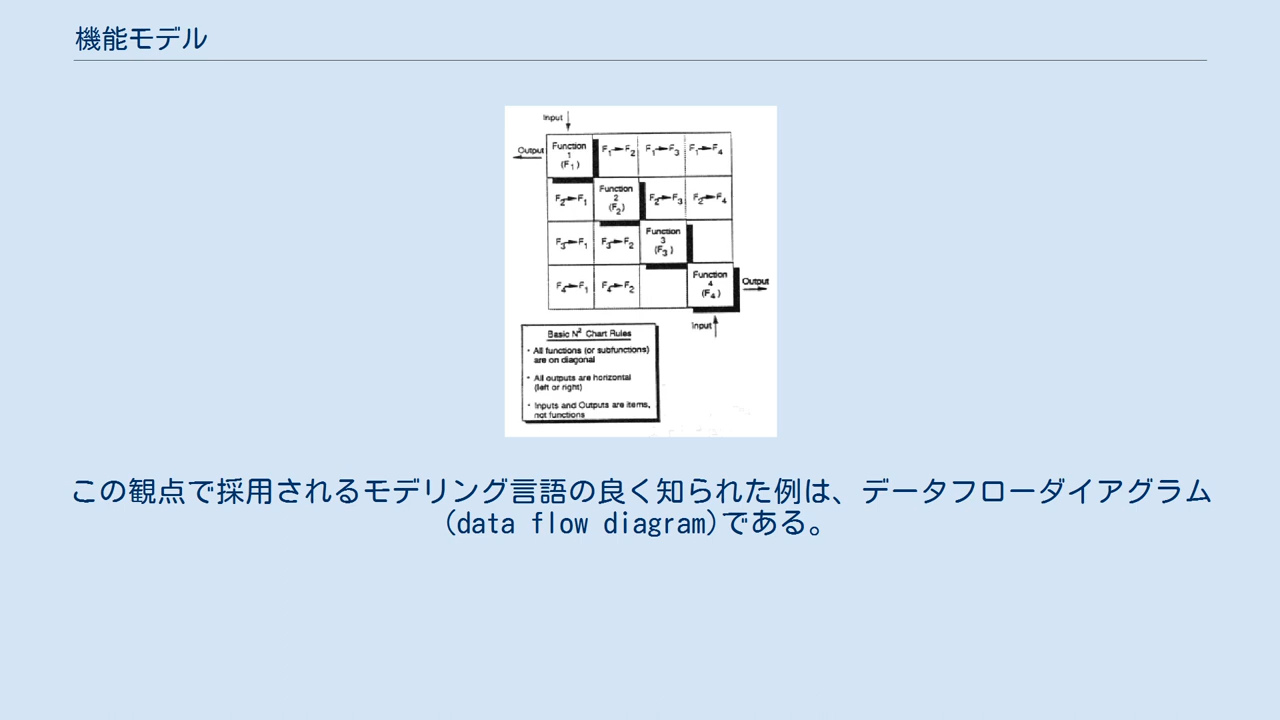 機能モデル
Input
Output
Function 1 (F1) F1→F2 F1→F3 F1→F4
F2→F1 Function 2 (F2) F2→F3 F2→F4
F3→F1 F3→F2 Function 3 (F3)
F4→F1 F4→F2 Function 4 (F4)
Output
Input
Basic N² Chart Rules
・ All functions (or subfunctions)
are on diagonal
・ All outputs are horizontal
(left or right)
・ Inputs and Outputs are items,
not functions
この観点で採用されるモデリング言語の良く知られた例は、データフローダイアグラム
(data flow diagram)である。